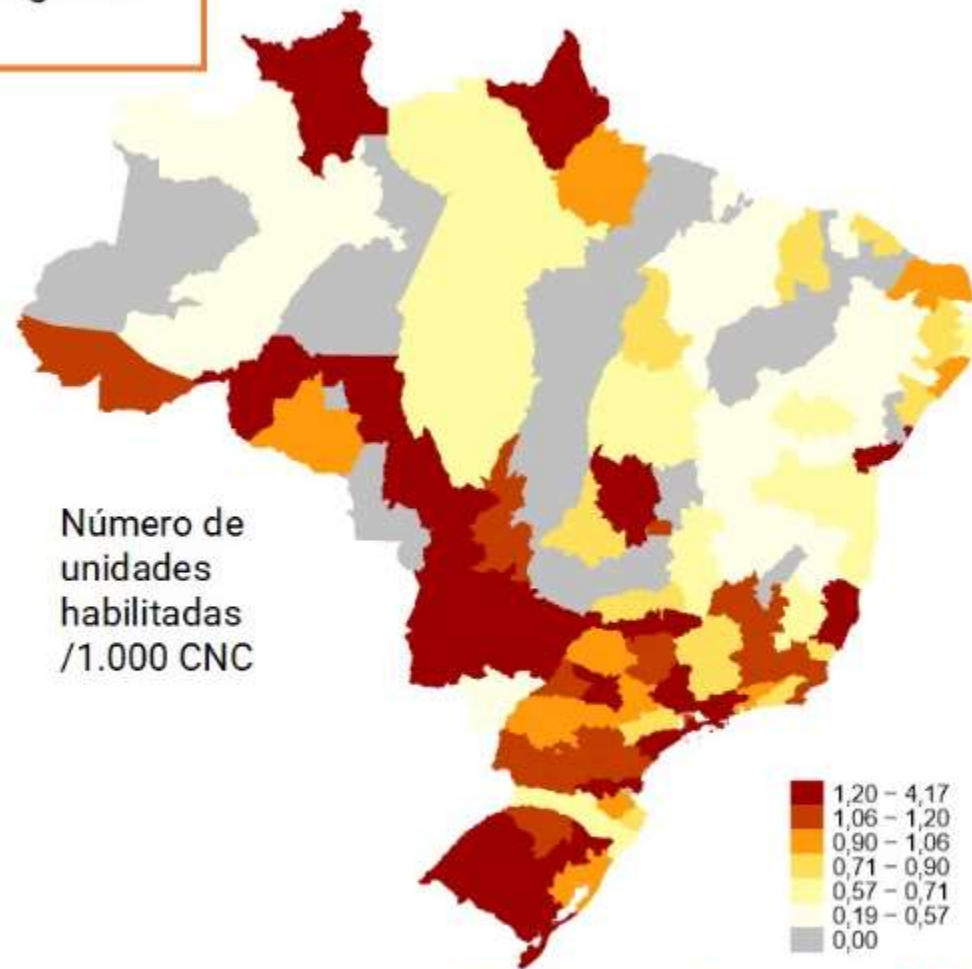 Número de
unidades
habilitadas
/1.000 CNC
1,20 – 4,17
1,06 – 1,20
0,90 – 1,06
0,71 – 0,90
0,57 – 0,71
0,19 – 0,57
0,00